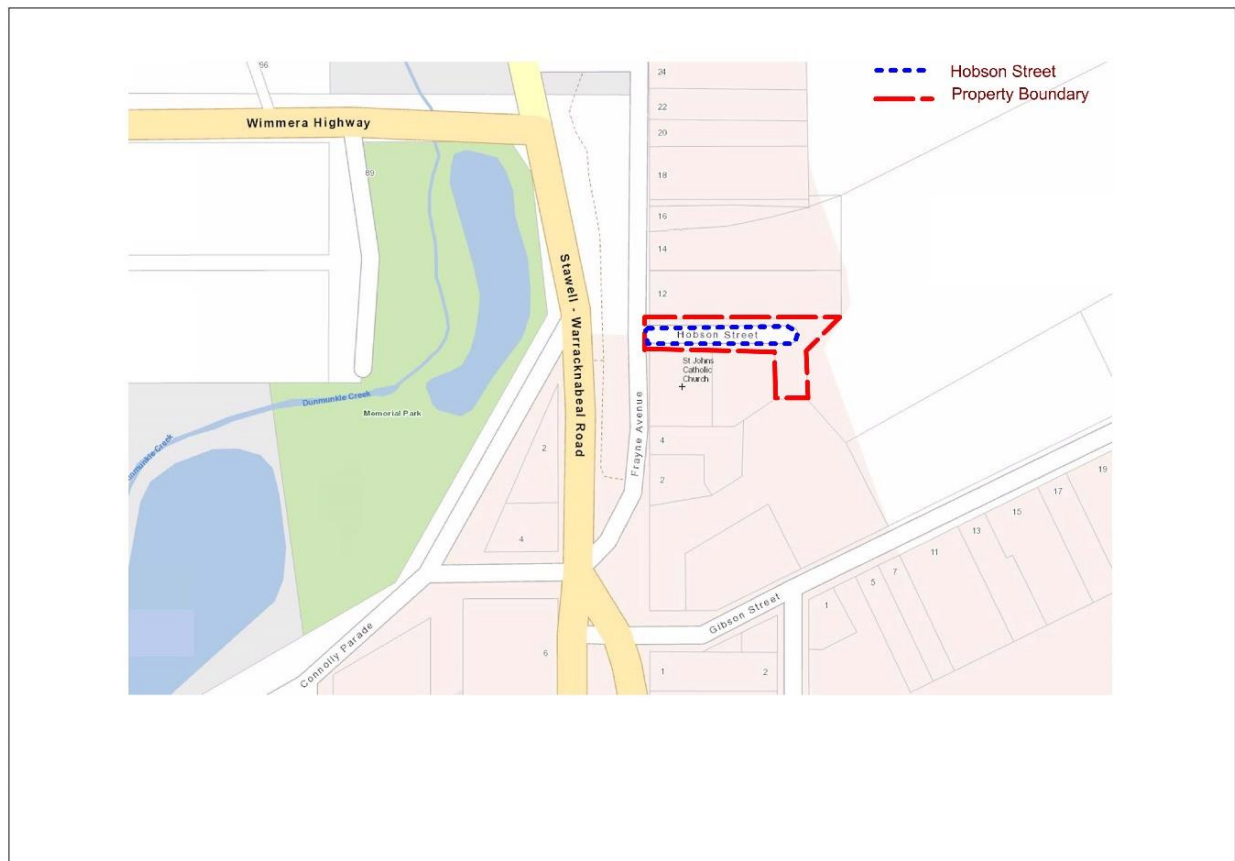 Hobson Street
Property Boundary
96
24
22
Wimmera Highway
20
89
18
16
14
Stawell - Warracknabeal Road
12
Hobson Street
St Johns
Catholic
Church
Dunmunkle Creek
Memorial Park
Frayne Avenue
4
2
2
Dunmunkle Creek
19
17
15
13
11
4
7
5
1
Gibson Street
Connolly Parade
6
1
2